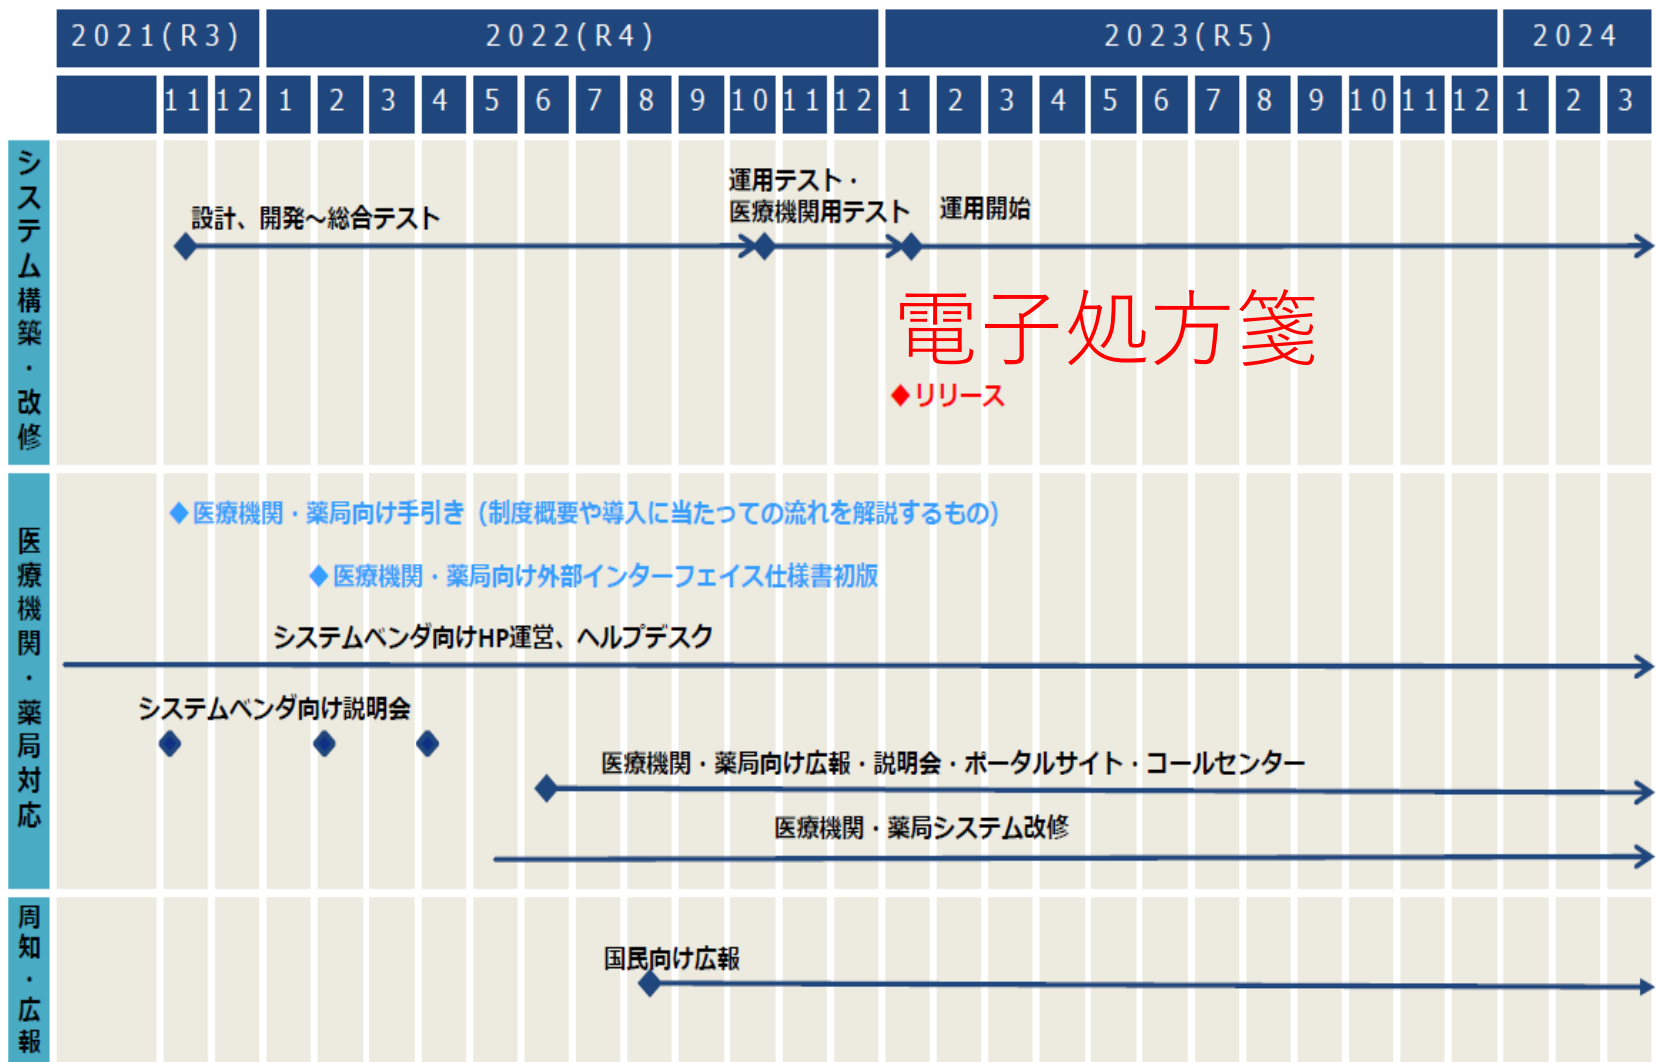 2021(R3) 2022(R4) 2023(R5) 2024
11 12 1 2 3 4 5 6 7 8 9 10 11 12 1 2 3 4 5 6 7 8 9 10 11 12 1 2 3
システム構築・改修
設計、開発～総合テスト
運用テスト・
医療機関用テスト
運用開始
電子処方箋
◆リリース
医療機関・薬局対応
◆医療機関・薬局向け手引き（制度概要や導入に当たっての流れを解説するもの）
◆医療機関・薬局向け外部インターフェイス仕様書初版
システムベンダ向けHP運営、ヘルプデスク
システムベンダ向け説明会
医療機関・薬局向け広報・説明会・ポータルサイト・コールセンター
医療機関・薬局システム改修
周知・広報
国民向け広報